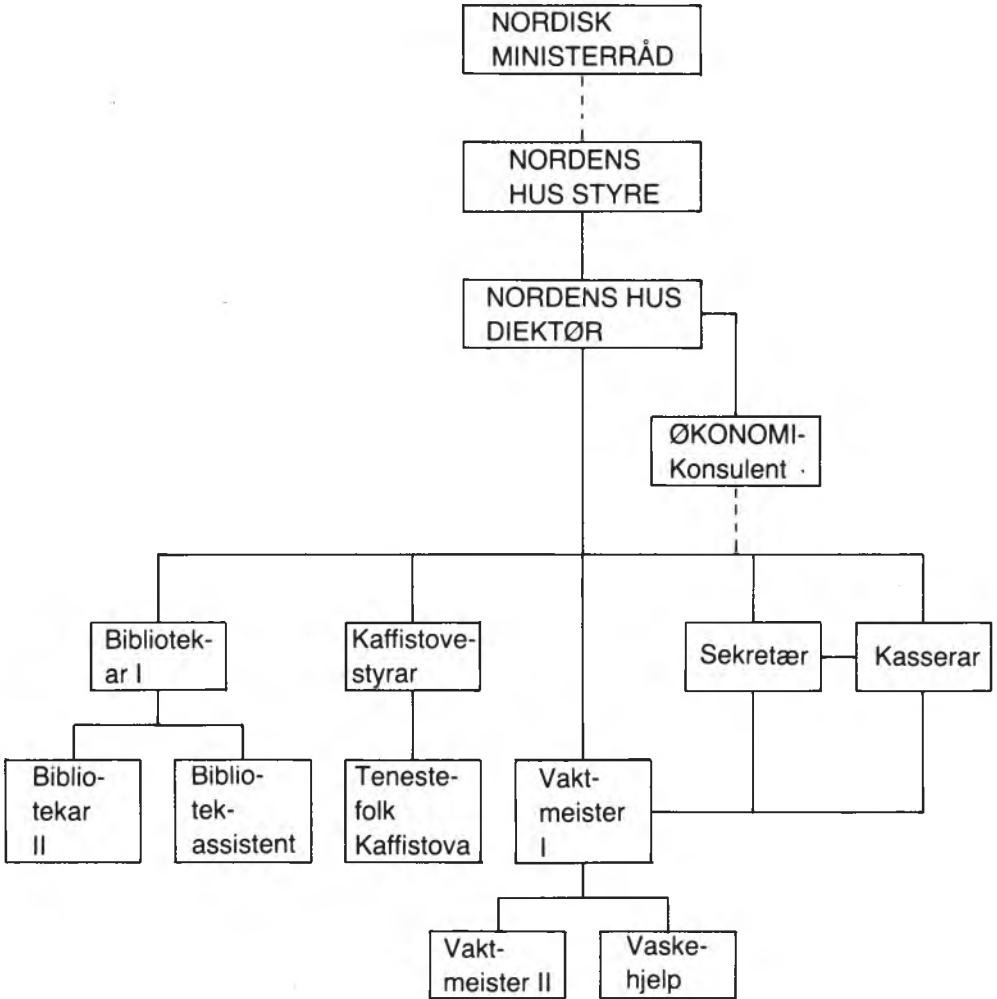 NORDISK
MINISTERRÅD
NORDENS
HUS STYRE
NORDENS HUS
DIEKTØR
ØKONOMI-
Konsulent
Bibliotek-
ar I
Kaffistove-
styrar
Sekretær
Kasserar
Biblio-
tekar
II
Biblio-
tek-
assistent
Teneste-
folk
Kaffistova
Vakt-
meister
I
Vakt-
meister II
Vaske-
hjelp